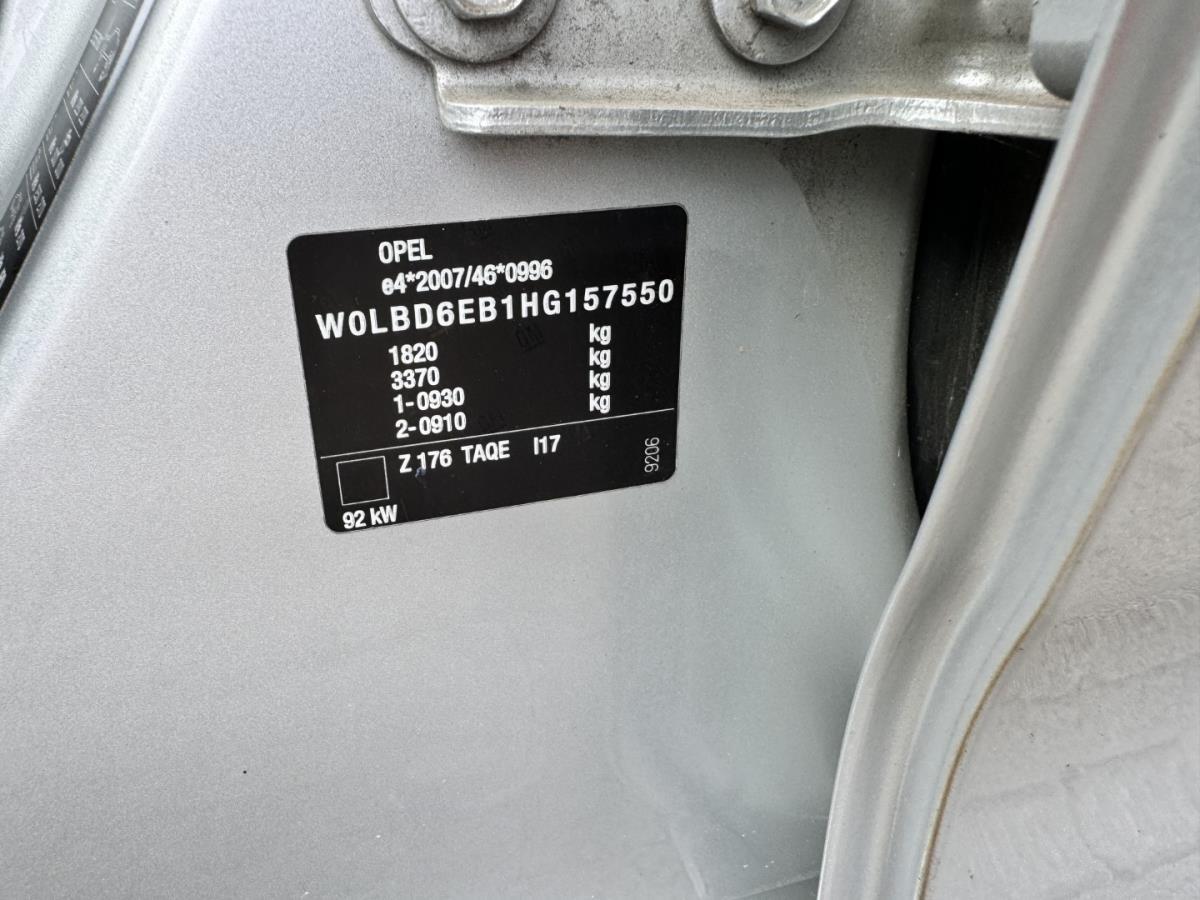 OPEL
e4*2007/46*0996
W0LBD6EB1HG157550
1820 kg
3370 kg
1-0930 kg
2-0910 kg
Z 176 TAQE I17
9206
92 kW